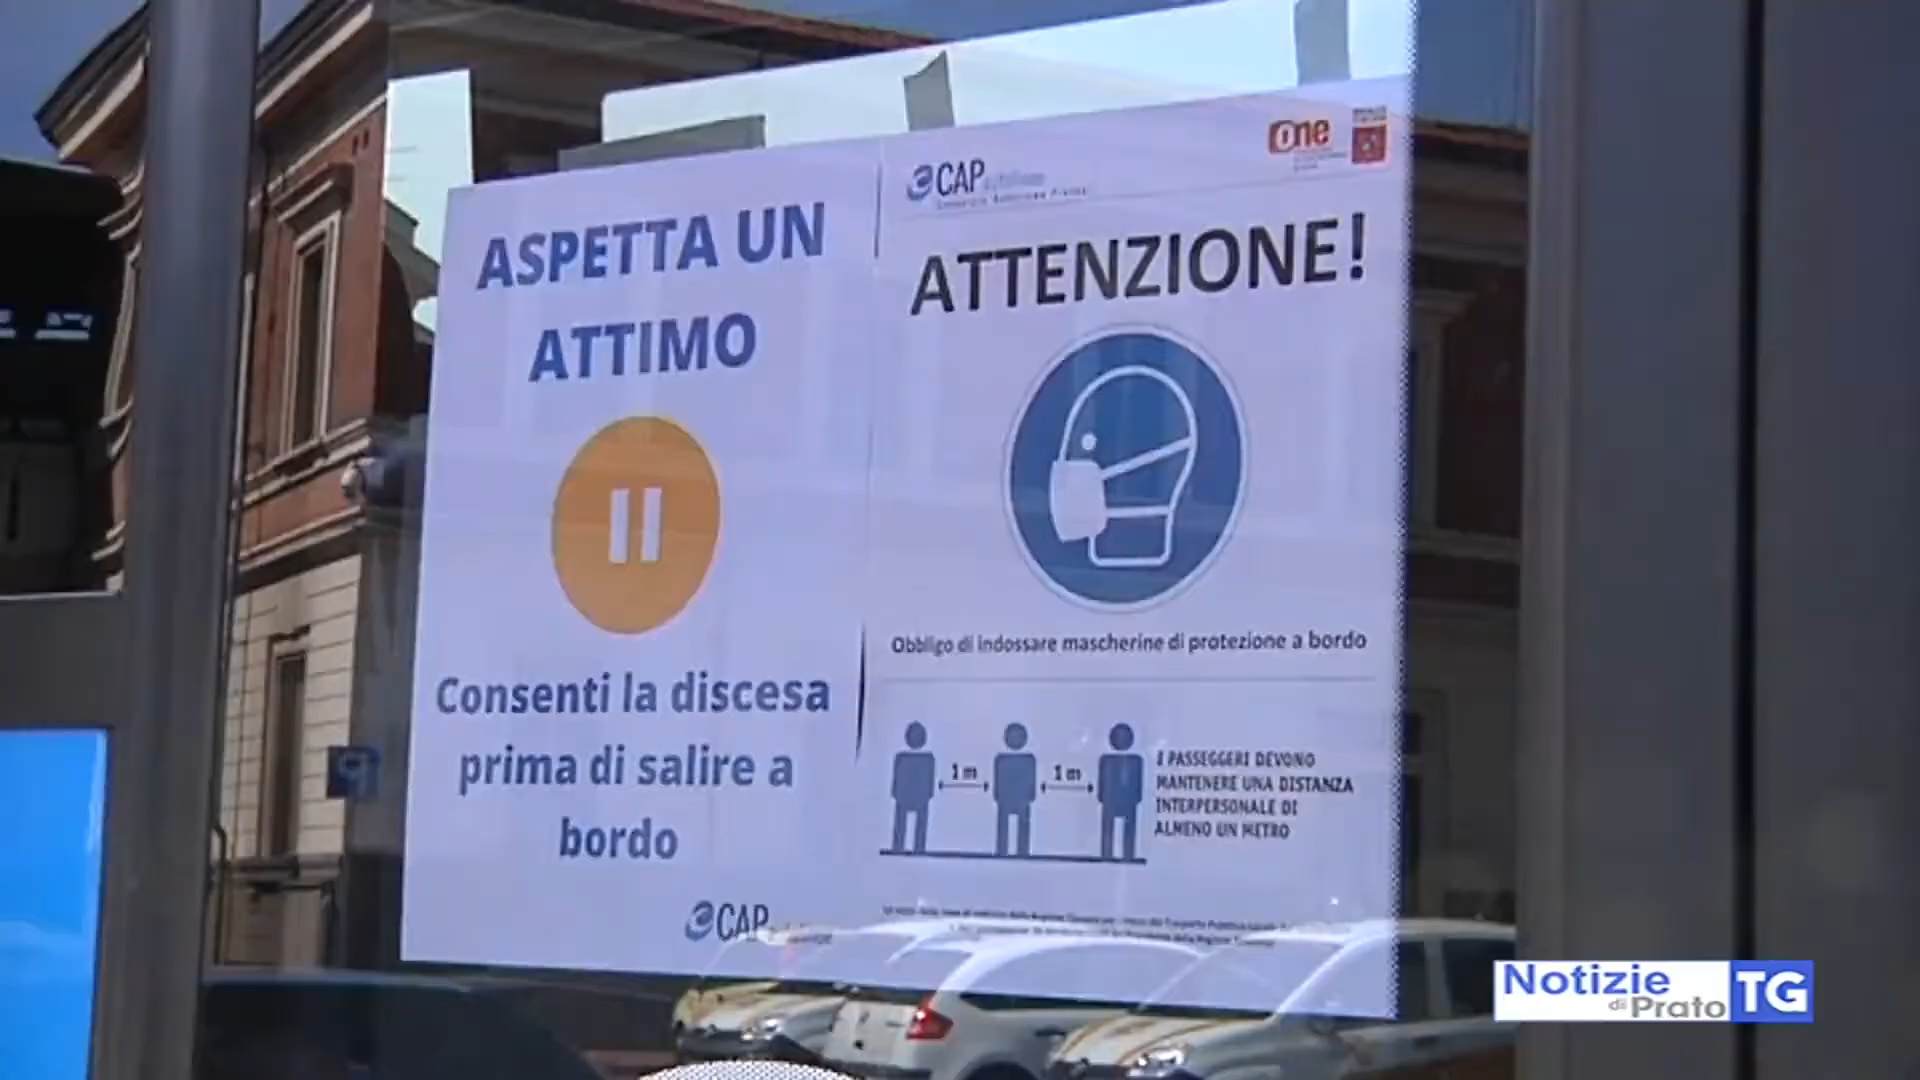 ASPETTA UN
ATTIMO
Consenti la discesa
prima di salire a
bordo
CAP
CAP
one
ATTENZIONE!
Obbligo di indossare mascherine di protezione a bordo
1 m
1 m
I PASSEGGERI DEVONO
MANTENERE UNA DISTANZA
INTERPERSONALE DI
ALMENO UN METRO
Notizie
di Prato
TG